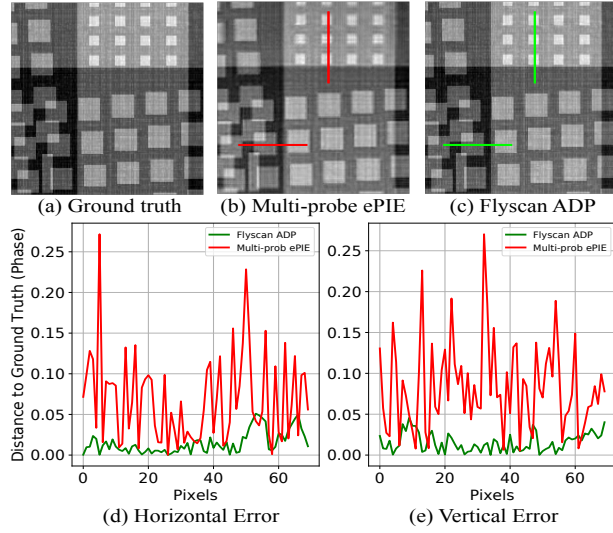 (a) Ground truth
(b) Multi-probe ePIE
(c) Flyscan ADP
Distance to Ground Truth (Phase)
0.25
0.20
0.15
0.10
0.05
0.00
Flyscan ADP
Multi-prob ePIE
0
20
40
60
Pixels
(d) Horizontal Error
0.25
0.20
0.15
0.10
0.05
0.00
Flyscan ADP
Multi-prob ePIE
0
20
40
60
Pixels
(e) Vertical Error